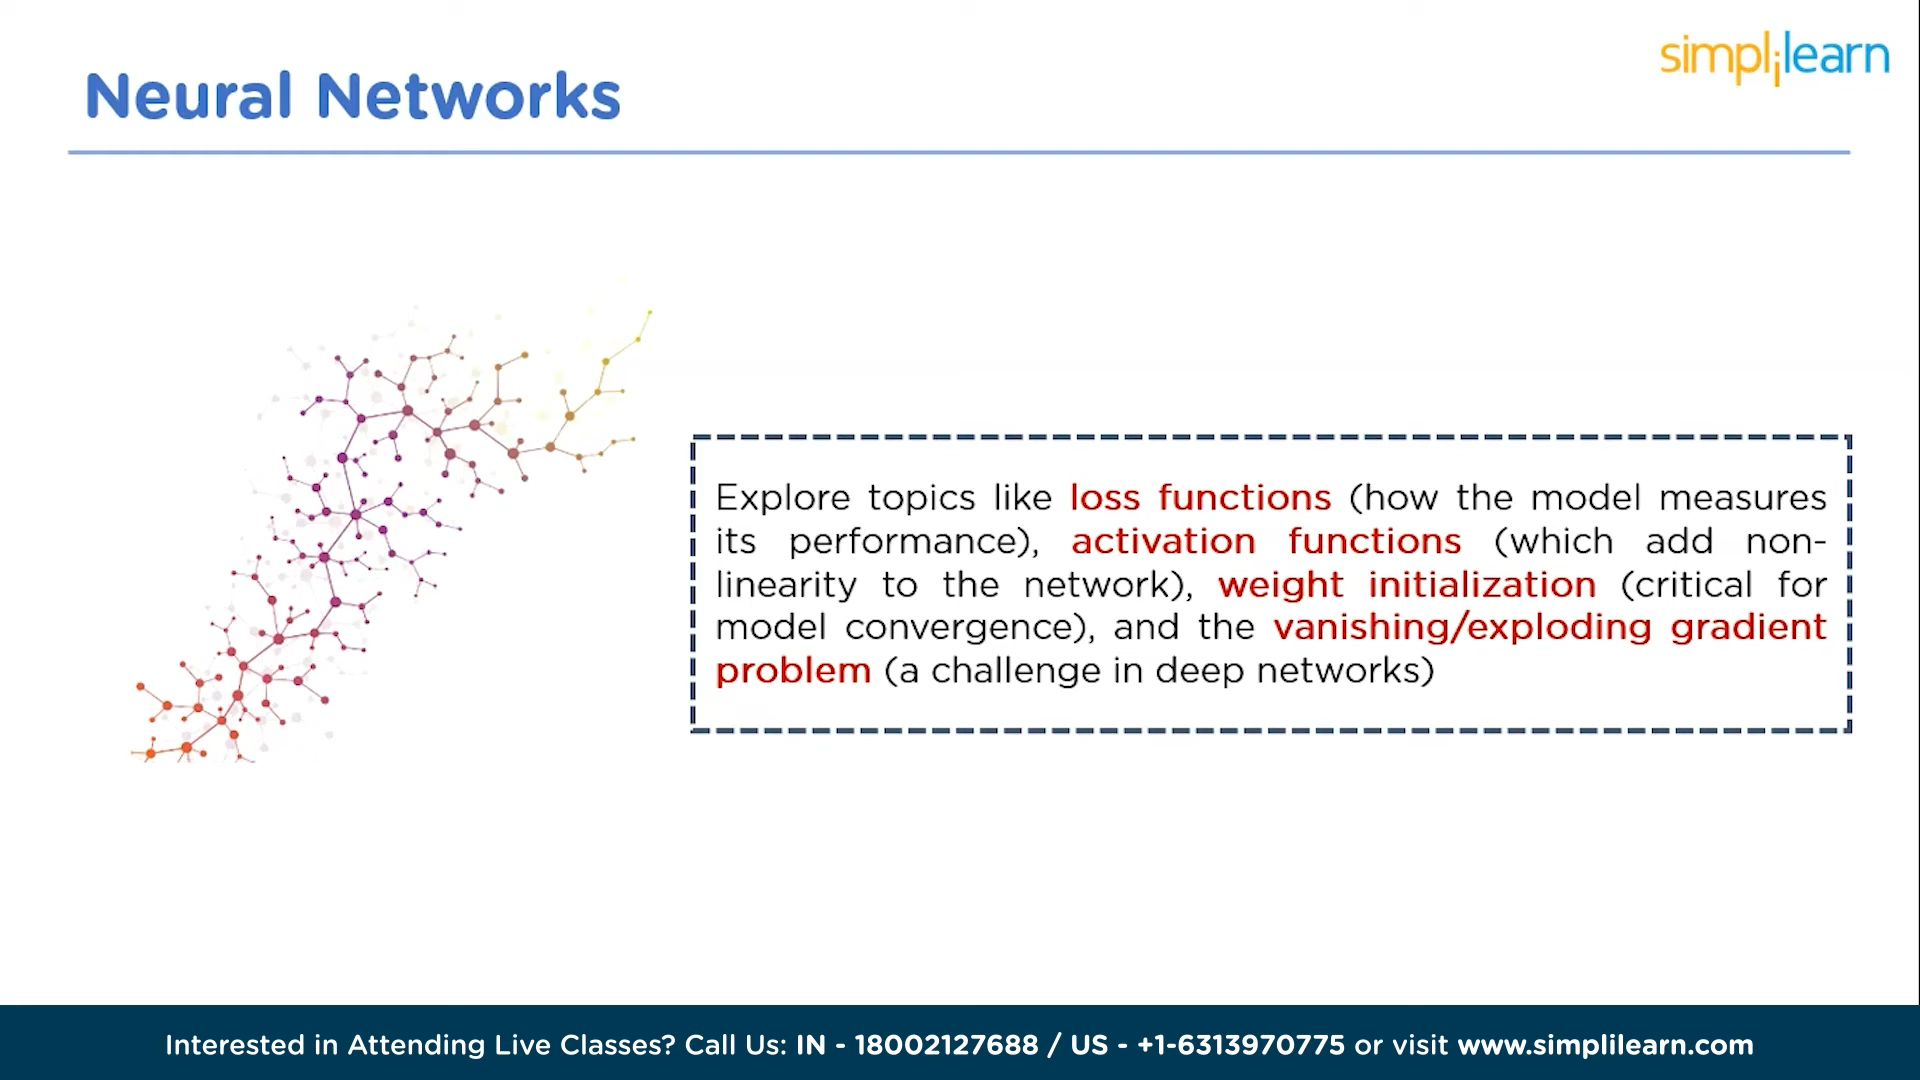 simplilearn
Neural Networks
Explore topics like loss functions (how the model measures
its performance), activation functions (which add non-
linearity to the network), weight initialization (critical for
model convergence), and the vanishing/exploding gradient
problem (a challenge in deep networks)
Interested in Attending Live Classes? Call Us: IN - 18002127688 / US - +1-6313970775 or visit www.simplilearn.com